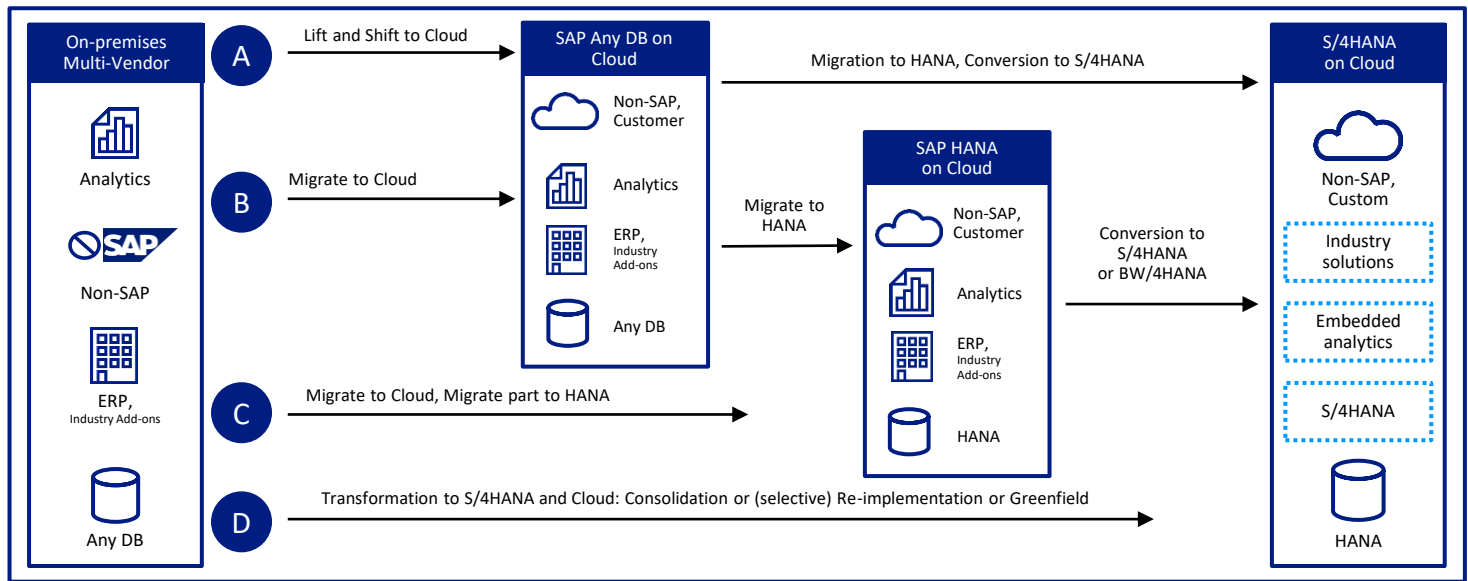 On-premises
Multi-Vendor
Analytics
SAP
Non-SAP
ERP,
Industry Add-ons
Any DB
A
Lift and Shift to Cloud
B
Migrate to Cloud
C
Migrate to Cloud, Migrate part to HANA
D
Transformation to S/4HANA and Cloud: Consolidation or (selective) Re-implementation or Greenfield
SAP Any DB on
Cloud
Non-SAP,
Customer
Analytics
ERP,
Industry
Add-ons
Any DB
Migration to HANA, Conversion to S/4HANA
Migrate to
HANA
SAP HANA
on Cloud
Non-SAP,
Customer
Analytics
ERP,
Industry
Add-ons
HANA
Conversion to
S/4HANA
or BW/4HANA
S/4HANA
on Cloud
Non-SAP,
Custom
Industry
solutions
Embedded
analytics
S/4HANA
HANA